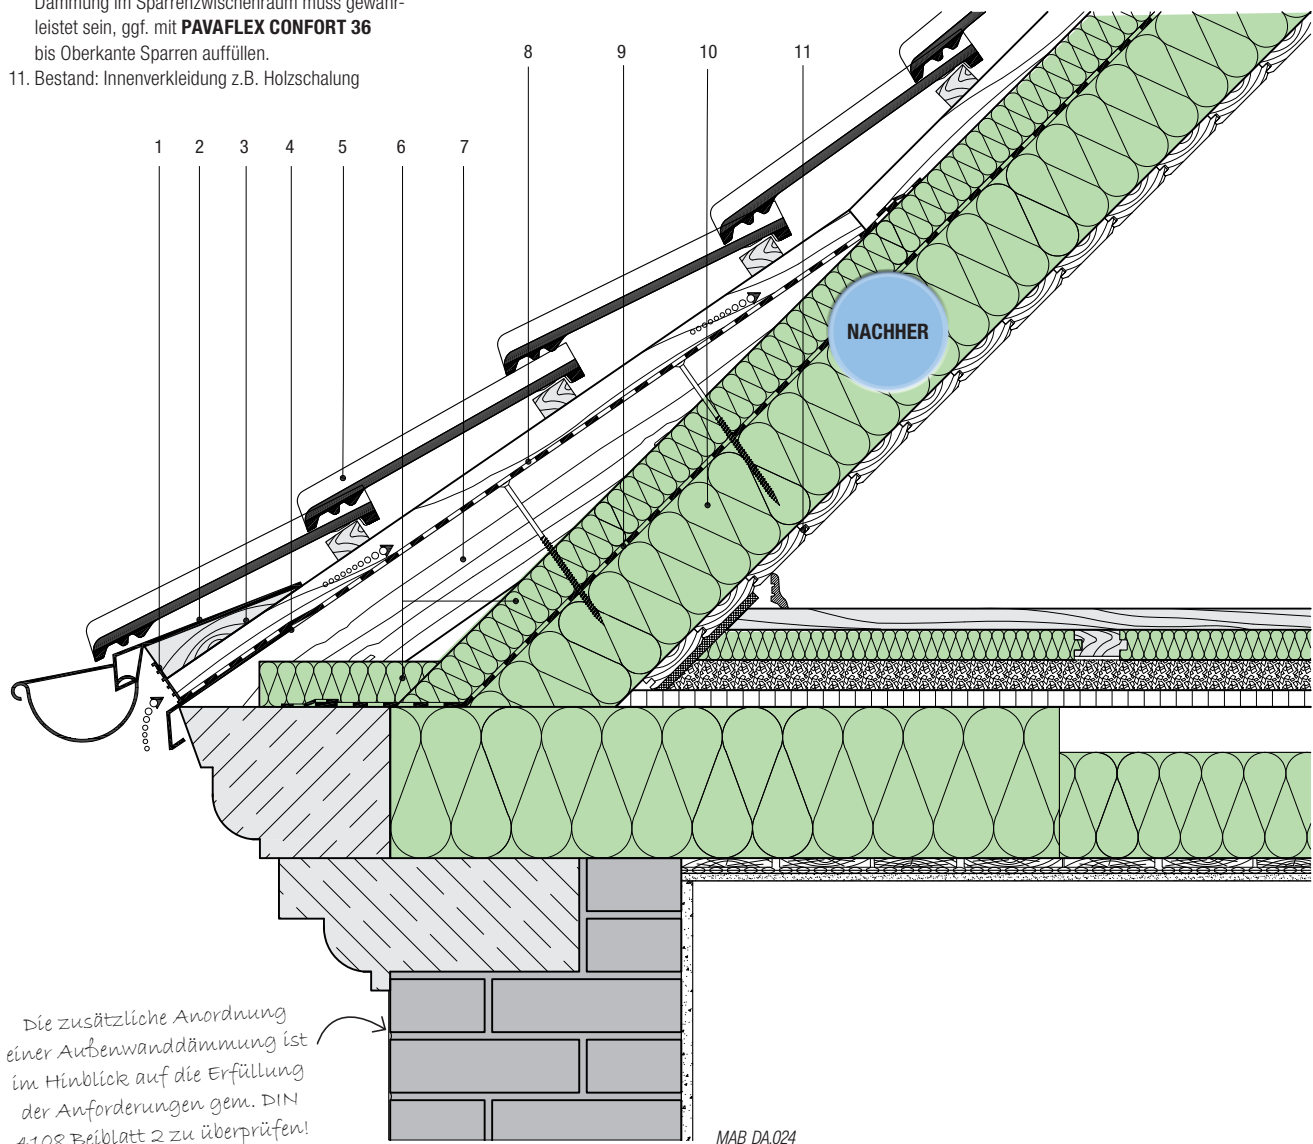 Dämmung im Sparrenzwischenraum muss gewähr-
leistet sein, ggf. mit PAVAFLEX CONFORT 36
bis Oberkante Sparren auffüllen.
11. Bestand: Innenverkleidung z.B. Holzschalung
8 9 10 11
1 2 3 4 5 6 7
NACHHER
Die zusätzliche Anordnung
einer Außenwanddämmung ist
im Hinblick auf die Erfüllung
der Anforderungen gem. DIN
4108 Beiblatt 2 zu überprüfen!
MAB DA.024